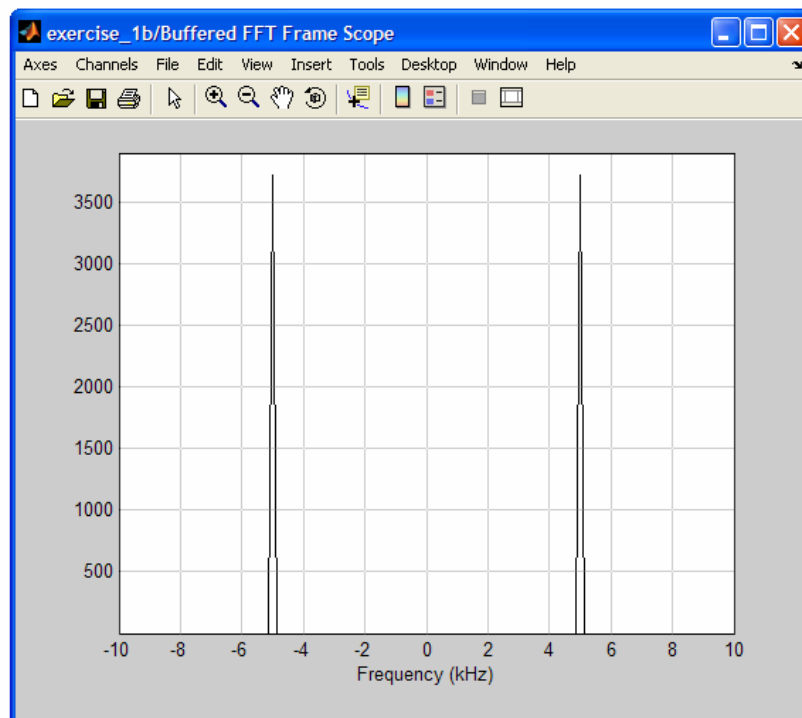 exercise_1b/Buffered FFT Frame Scope
Axes Channels File Edit View Insert Tools Desktop Window Help
3500
3000
2500
2000
1500
1000
500
-10 -8 -6 -4 -2 0 2 4 6 8 10
Frequency (kHz)